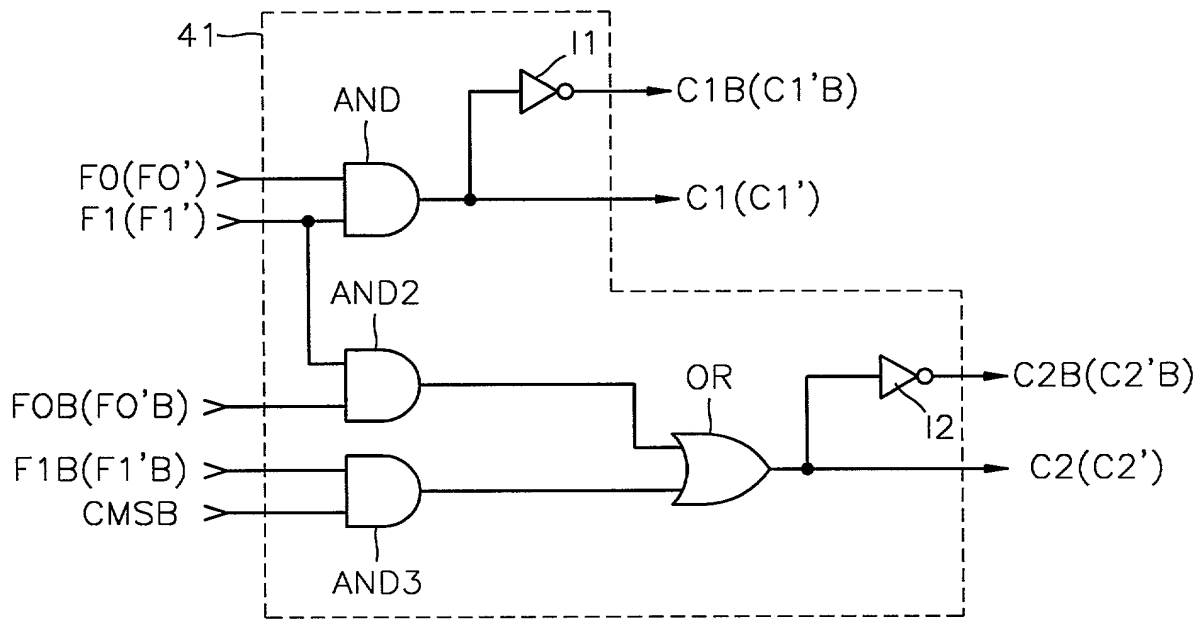 41
I1
AND
C1B(C1'B)
F0(F0')
C1(C1')
F1(F1')
AND2
OR
C2B(C2'B)
F0B(F0'B)
I2
F1B(F1'B)
C2(C2')
CMSB
AND3